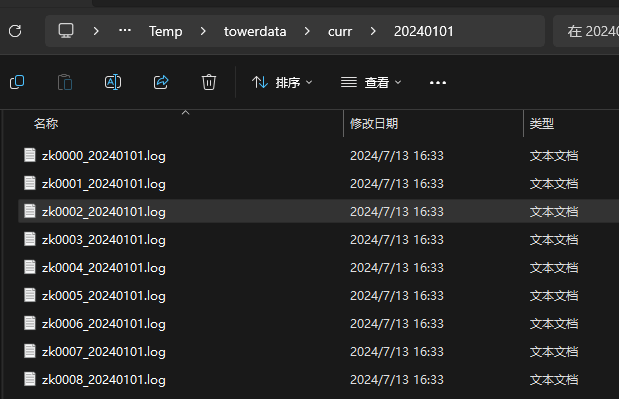 ··· Temp towerdata curr 20240101 在 20240
排序 查看 ···
名称 修改日期 类型
zk0000_20240101.log 2024/7/13 16:33 文本文档
zk0001_20240101.log 2024/7/13 16:33 文本文档
zk0002_20240101.log 2024/7/13 16:33 文本文档
zk0003_20240101.log 2024/7/13 16:33 文本文档
zk0004_20240101.log 2024/7/13 16:33 文本文档
zk0005_20240101.log 2024/7/13 16:33 文本文档
zk0006_20240101.log 2024/7/13 16:33 文本文档
zk0007_20240101.log 2024/7/13 16:33 文本文档
zk0008_20240101.log 2024/7/13 16:33 文本文档